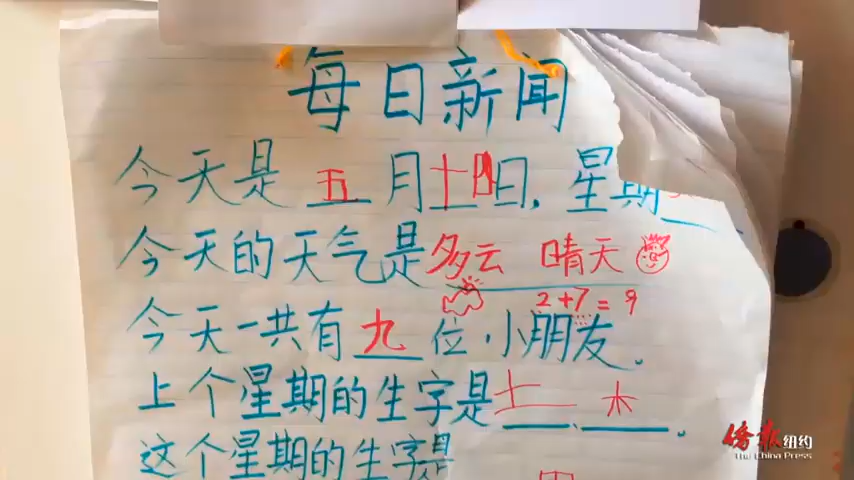 每日新闻
今天是五月十四日，星期
今天的天气是多云 晴天
2+7=9
今天一共有九位小朋友。
上个星期的生字是土、木。
这个星期的生字是
侨报纽约
The China Press